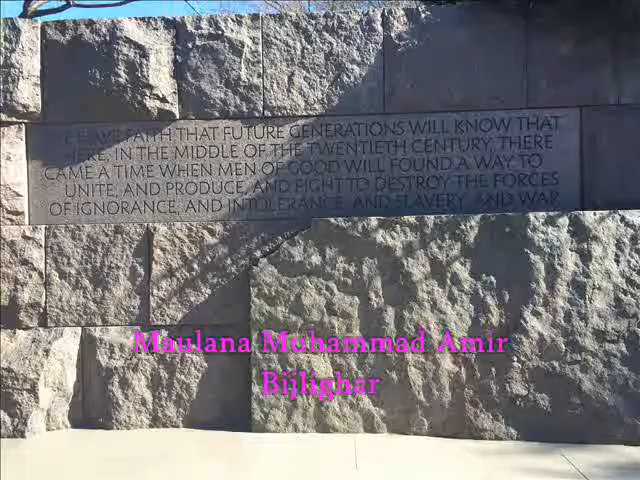 HAVE FAITH THAT FUTURE GENERATIONS WILL KNOW THAT
HERE, IN THE MIDDLE OF THE TWENTIETH CENTURY, THERE
CAME A TIME WHEN MEN OF GOOD WILL FOUND A WAY TO
UNITE, AND PRODUCE, AND FIGHT TO DESTROY THE FORCES
OF IGNORANCE, AND INTOLERANCE, AND SLAVERY, AND WAR
Maulana Muhammad Amir
Bijlighar